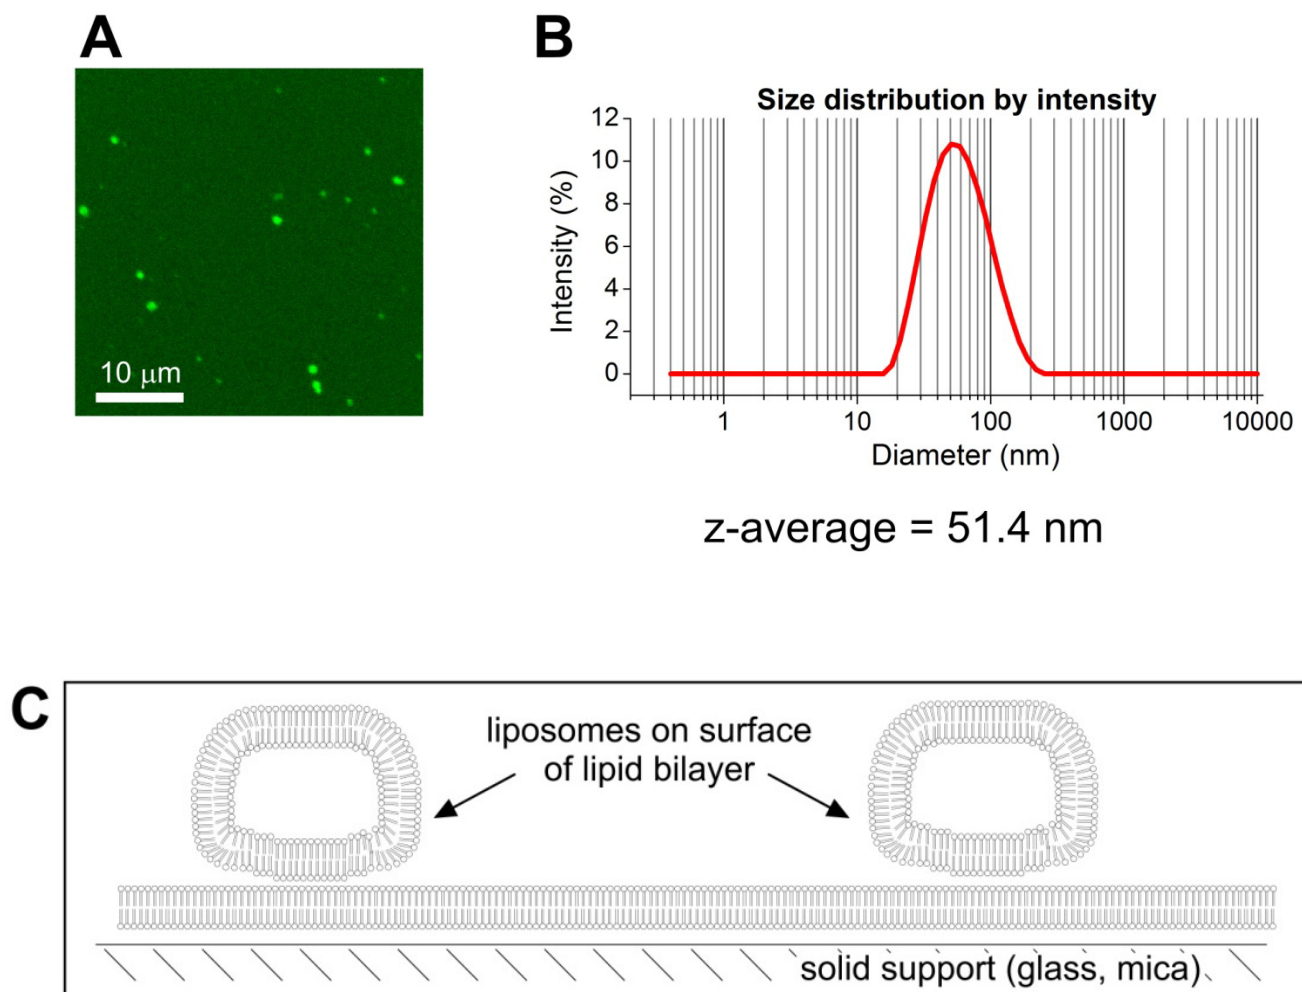 A
10 μm
B
Size distribution by intensity
Intensity (%)
12
10
8
6
4
2
0
1 10 100 1000 10000
Diameter (nm)
z-average = 51.4 nm
C
liposomes on surface
of lipid bilayer
solid support (glass, mica)